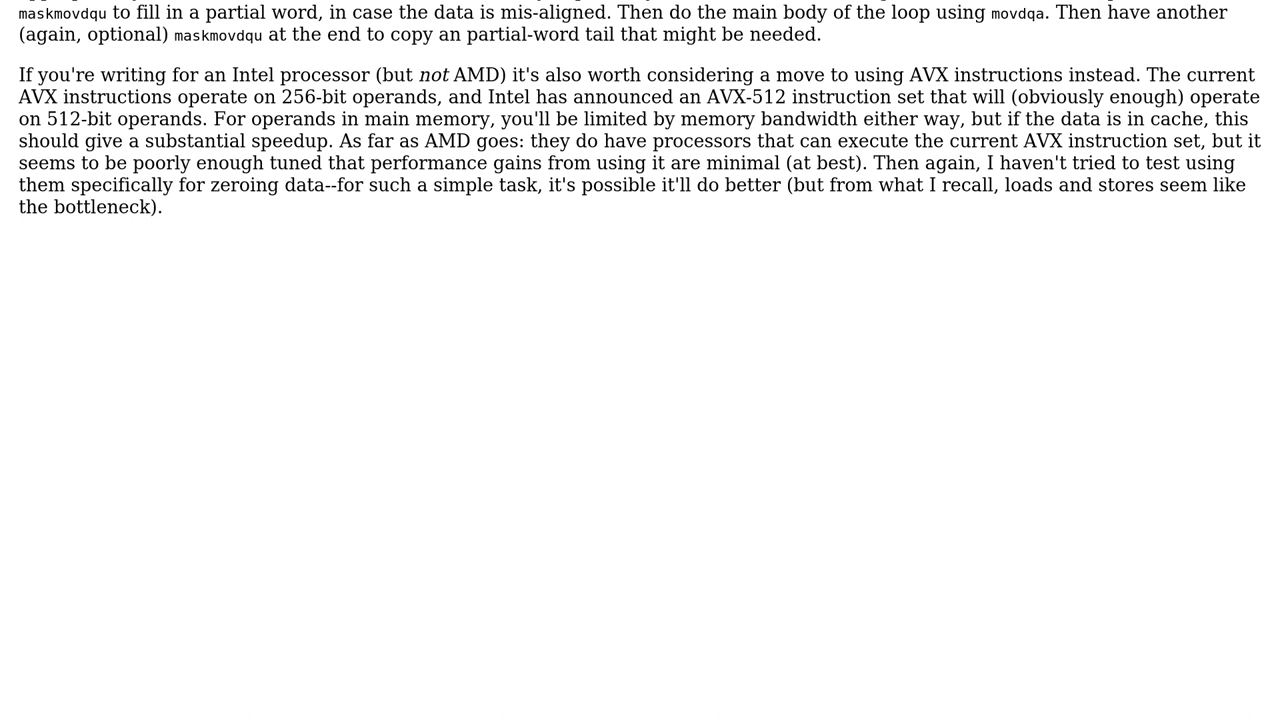 maskmovdqu to fill in a partial word, in case the data is mis-aligned. Then do the main body of the loop using movdqa. Then have another
(again, optional) maskmovdqu at the end to copy an partial-word tail that might be needed.
If you're writing for an Intel processor (but not AMD) it's also worth considering a move to using AVX instructions instead. The current
AVX instructions operate on 256-bit operands, and Intel has announced an AVX-512 instruction set that will (obviously enough) operate
on 512-bit operands. For operands in main memory, you'll be limited by memory bandwidth either way, but if the data is in cache, this
should give a substantial speedup. As far as AMD goes: they do have processors that can execute the current AVX instruction set, but it
seems to be poorly enough tuned that performance gains from using it are minimal (at best). Then again, I haven't tried to test using
them specifically for zeroing data--for such a simple task, it's possible it'll do better (but from what I recall, loads and stores seem like
the bottleneck).